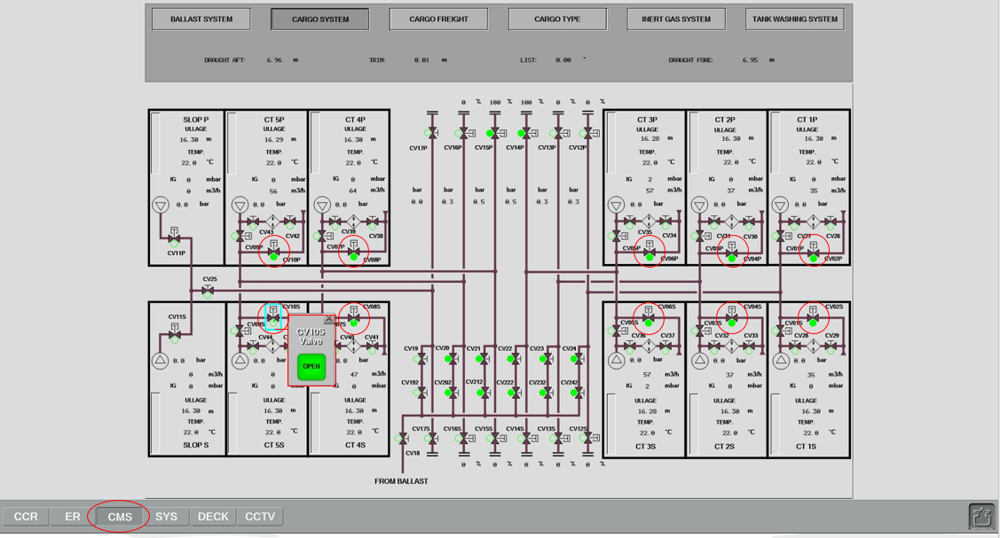 BALLAST SYSTEM CARGO SYSTEM CARGO FREIGHT CARGO TYPE INERT GAS SYSTEM TANK WASHING SYSTEM
DRAUGHT AFT: 6.96 m TRIM: 0.01 m LIST: 0.00 ° DRAUGHT FORE: 6.95 m
0 % 100 % 100 % 0 % 0 %
SLOP P CT 5P CT 4P CT 3P CT 2P CT 1P
ULLAGE ULLAGE ULLAGE ULLAGE ULLAGE ULLAGE
16.30 m 16.29 m 16.30 m 16.28 m 16.30 m 16.30 m
CV17P CV16P CV15P CV14P CV13P CV12P
TEMP. TEMP. TEMP. TEMP. TEMP. TEMP.
22.0 °C 22.0 °C 22.0 °C 22.0 °C 22.0 °C 22.0 °C
IG 0 mbar IG 0 mbar IG 0 mbar IG 2 mbar IG 0 mbar IG 0 mbar
0 m3/h 56 m3/h 64 m3/h 57 m3/h 37 m3/h 35 m3/h
bar bar bar bar bar bar
0.0 0.3 0.5 0.5 0.3 0.3
0.0 bar 0.0 bar 0.0 bar 0.0 bar 0.0 bar 0.0 bar
CV43 CV42 CV39 CV38 CV35 CV34 CV31 CV30 CV27 CV26
CV11P CV09P CV10P CV07P CV08P CV05P CV06P CV03P CV04P CV01P CV02P
CV25
CV11S CV10S CV08S CV06S CV04S CV02S
CV09S 07S CV05S CV03S CV01S
CV10S
Valve
OPEN
CV44 CV40 CV41 CV36 CV37 CV32 CV33 CV28 CV29
CV19 CV20 CV21 CV22 CV23 CV24
0.0 bar 0.0 0.0 bar 0.0 bar 0.0 bar 0.0 bar
0 m3/h 0 47 m3/h 57 m3/h 37 m3/h 35 m3/h
CV192 CV202 CV212 CV222 CV232 CV242
IG 0 mbar IG 0 0 mbar IG 2 mbar IG 0 mbar IG 0 mbar
ULLAGE ULLAGE ULLAGE ULLAGE ULLAGE ULLAGE
16.30 m 16.30 m 16.30 m 16.28 m 16.30 m 16.30 m
TEMP. TEMP. TEMP. TEMP. TEMP. TEMP.
22.0 °C 22.0 °C 22.0 °C 22.0 °C 22.0 °C 22.0 °C
CV17S CV16S CV15S CV14S CV13S CV12S
SLOP S CT 5S CT 4S CT 3S CT 2S CT 1S
CV18
0 % 0 % 0 % 0 % 0 %
FROM BALLAST
CCR ER CMS SYS DECK CCTV